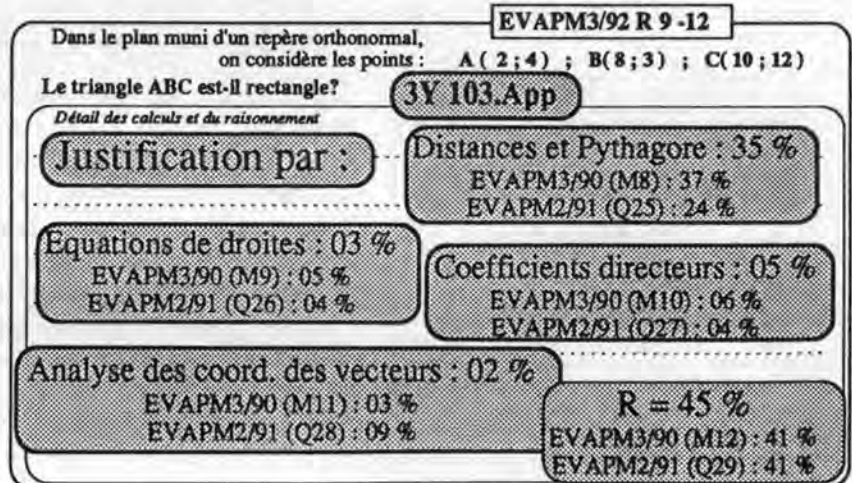 EVAPM3/92 R 9 -12
Dans le plan muni d'un repère orthonormal,
on considère les points : A ( 2 ; 4 ) ; B( 8 ; 3 ) ; C( 10 ; 12 )
Le triangle ABC est-il rectangle?
3Y 103.App
Détail des calculs et du raisonnement
Justification par :
Distances et Pythagore : 35 %
EVAPM3/90 (M8) : 37 %
EVAPM2/91 (Q25) : 24 %
Equations de droites : 03 %
EVAPM3/90 (M9) : 05 %
EVAPM2/91 (Q26) : 04 %
Coefficients directeurs : 05 %
EVAPM3/90 (M10) : 06 %
EVAPM2/91 (Q27) : 04 %
Analyse des coord. des vecteurs : 02 %
EVAPM3/90 (M11) : 03 %
EVAPM2/91 (Q28) : 09 %
R = 45 %
EVAPM3/90 (M12) : 41 %
EVAPM2/91 (Q29) : 41 %